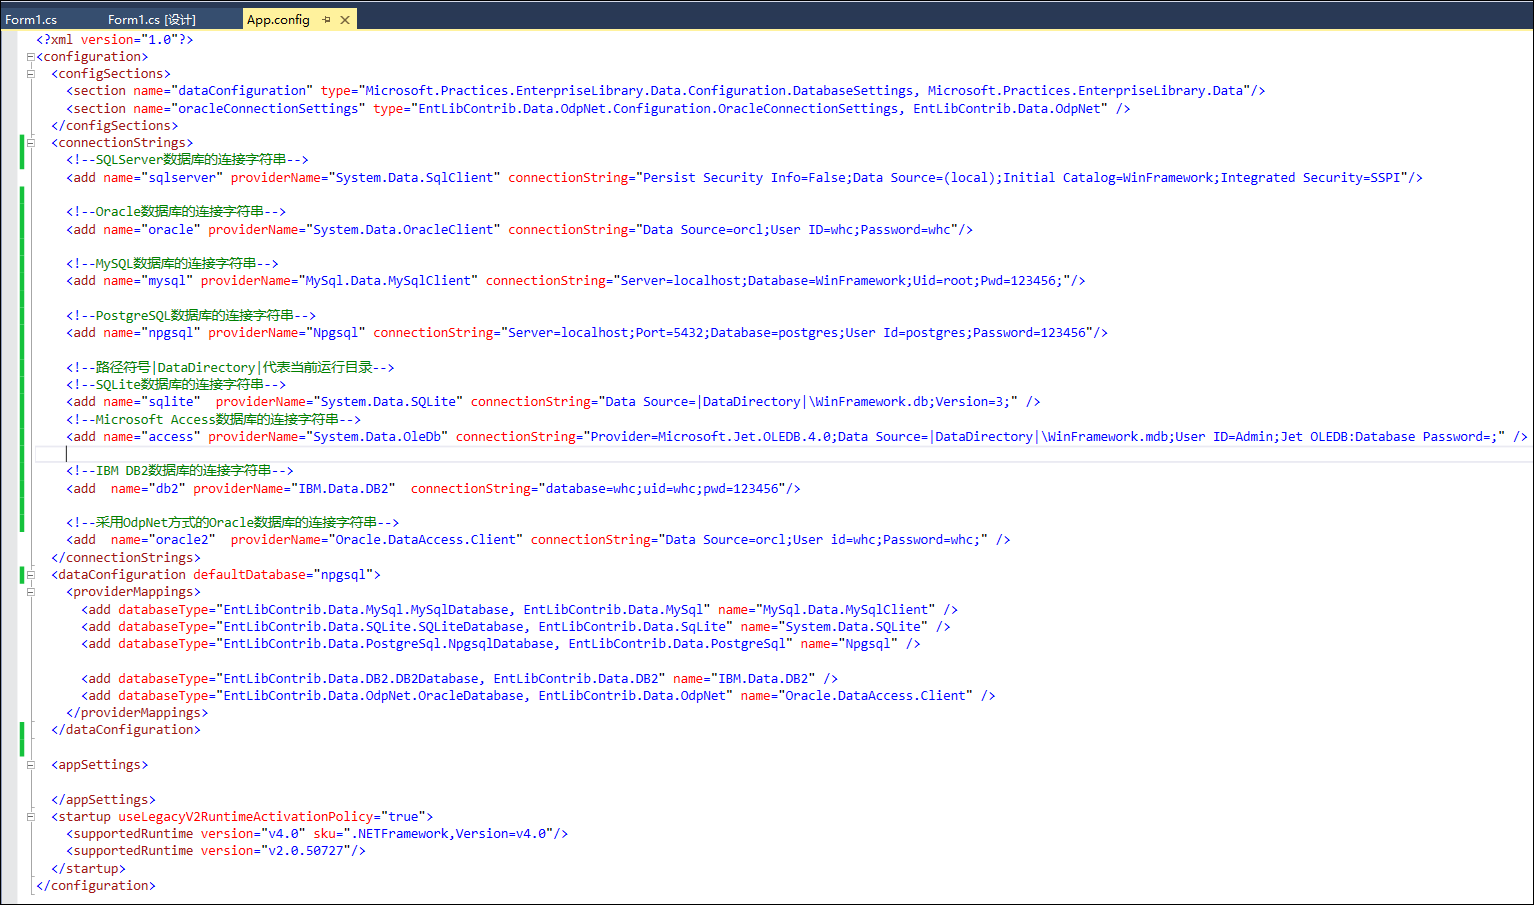 Form1.cs Form1.cs [设计] App.config
<?xml version="1.0"?>
<configuration>
<configSections>
<section name="dataConfiguration" type="Microsoft.Practices.EnterpriseLibrary.Data.Configuration.DatabaseSettings, Microsoft.Practices.EnterpriseLibrary.Data"/>
<section name="oracleConnectionSettings" type="EntLibContrib.Data.OdpNet.Configuration.OracleConnectionSettings, EntLibContrib.Data.OdpNet" />
</configSections>
<connectionStrings>
<!--SQLServer数据库的连接字符串-->
<add name="sqlserver" providerName="System.Data.SqlClient" connectionString="Persist Security Info=False;Data Source=(local);Initial Catalog=WinFramework;Integrated Security=SSPI"/>
<!--Oracle数据库的连接字符串-->
<add name="oracle" providerName="System.Data.OracleClient" connectionString="Data Source=orcl;User ID=whc;Password=whc"/>
<!--MySQL数据库的连接字符串-->
<add name="mysql" providerName="MySql.Data.MySqlClient" connectionString="Server=localhost;Database=WinFramework;Uid=root;Pwd=123456;"/>
<!--PostgreSQL数据库的连接字符串-->
<add name="npgsql" providerName="Npgsql" connectionString="Server=localhost;Port=5432;Database=postgres;User Id=postgres;Password=123456"/>
<!--路径符号|DataDirectory|代表当前运行目录-->
<!--SQLite数据库的连接字符串-->
<add name="sqlite"  providerName="System.Data.SQLite" connectionString="Data Source=|DataDirectory|\WinFramework.db;Version=3;" />
<!--Microsoft Access数据库的连接字符串-->
<add name="access" providerName="System.Data.OleDb" connectionString="Provider=Microsoft.Jet.OLEDB.4.0;Data Source=|DataDirectory|\WinFramework.mdb;User ID=Admin;Jet OLEDB:Database Password=;" />
<!--IBM DB2数据库的连接字符串-->
<add  name="db2" providerName="IBM.Data.DB2"  connectionString="database=whc;uid=whc;pwd=123456"/>
<!--采用OdpNet方式的Oracle数据库的连接字符串-->
<add  name="oracle2"  providerName="Oracle.DataAccess.Client" connectionString="Data Source=orcl;User id=whc;Password=whc;" />
</connectionStrings>
<dataConfiguration defaultDatabase="npgsql">
<providerMappings>
<add databaseType="EntLibContrib.Data.MySql.MySqlDatabase, EntLibContrib.Data.MySql" name="MySql.Data.MySqlClient" />
<add databaseType="EntLibContrib.Data.SQLite.SQLiteDatabase, EntLibContrib.Data.SqLite" name="System.Data.SQLite" />
<add databaseType="EntLibContrib.Data.PostgreSql.NpgsqlDatabase, EntLibContrib.Data.PostgreSql" name="Npgsql" />
<add databaseType="EntLibContrib.Data.DB2.DB2Database, EntLibContrib.Data.DB2" name="IBM.Data.DB2" />
<add databaseType="EntLibContrib.Data.OdpNet.OracleDatabase, EntLibContrib.Data.OdpNet" name="Oracle.DataAccess.Client" />
</providerMappings>
</dataConfiguration>
<appSettings>
</appSettings>
<startup useLegacyV2RuntimeActivationPolicy="true">
<supportedRuntime version="v4.0" sku=".NETFramework,Version=v4.0"/>
<supportedRuntime version="v2.0.50727"/>
</startup>
</configuration>